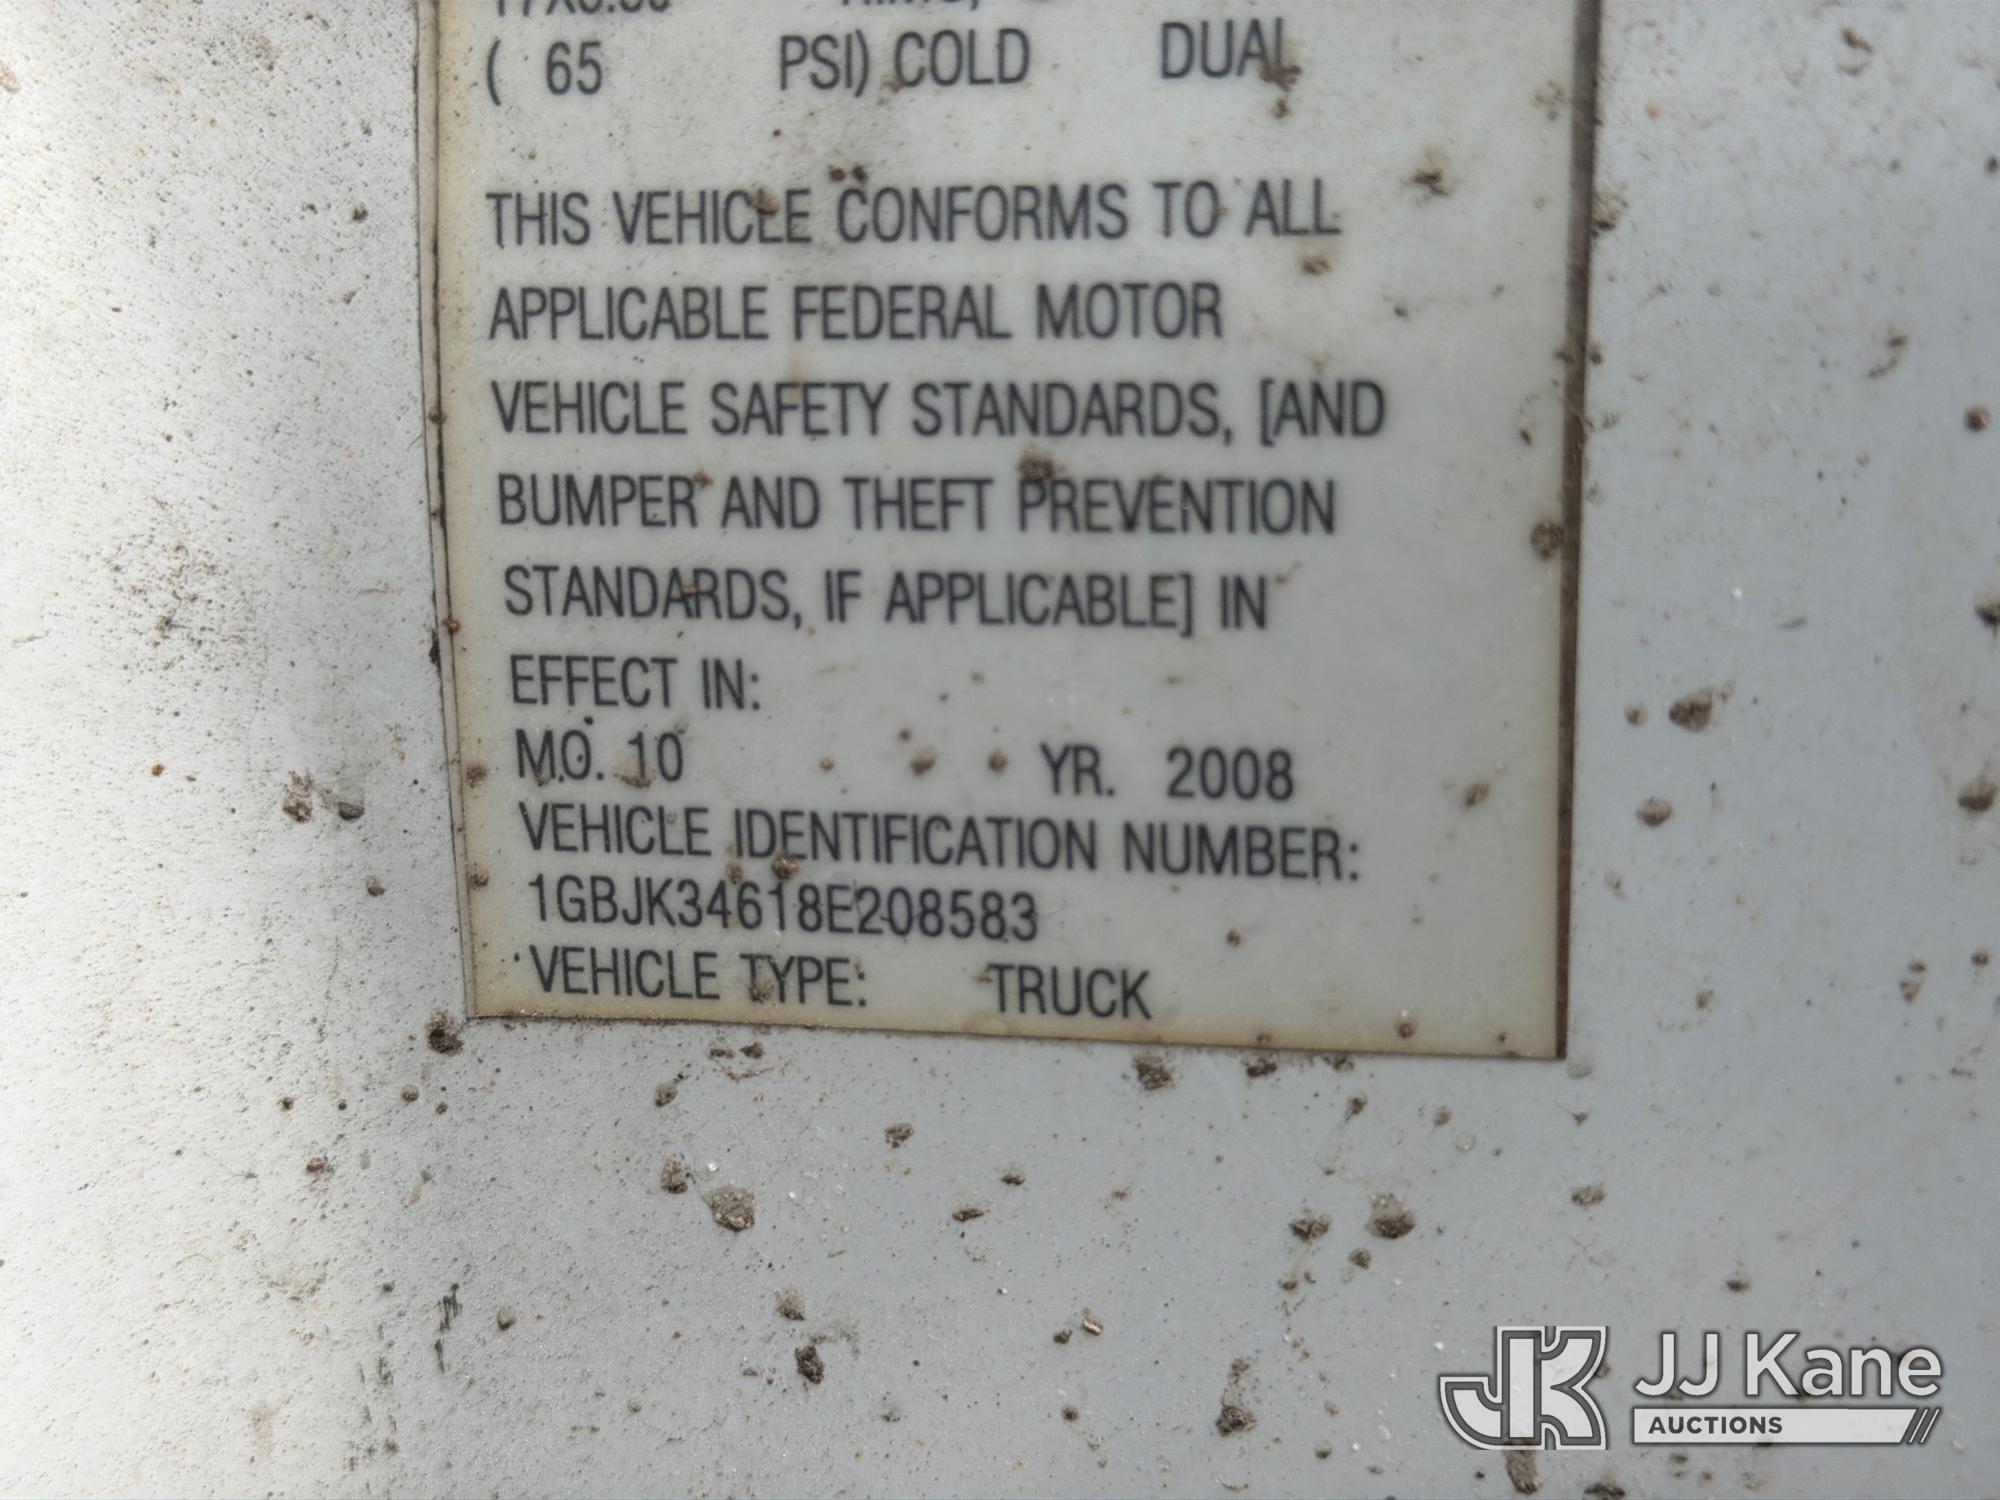 ( 65 PSI) COLD DUAL
THIS VEHICLE CONFORMS TO ALL
APPLICABLE FEDERAL MOTOR
VEHICLE SAFETY STANDARDS, [AND
BUMPER AND THEFT PREVENTION
STANDARDS, IF APPLICABLE] IN
EFFECT IN:
MO. 10 YR. 2008
VEHICLE IDENTIFICATION NUMBER:
1GBJK34618E208583
VEHICLE TYPE: TRUCK
JK JJ Kane
AUCTIONS